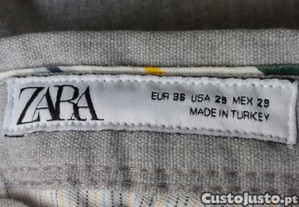 ZARA
EUR 36 USA 29 MEX 29
MADE IN TURKEY
CustoJusto.pt